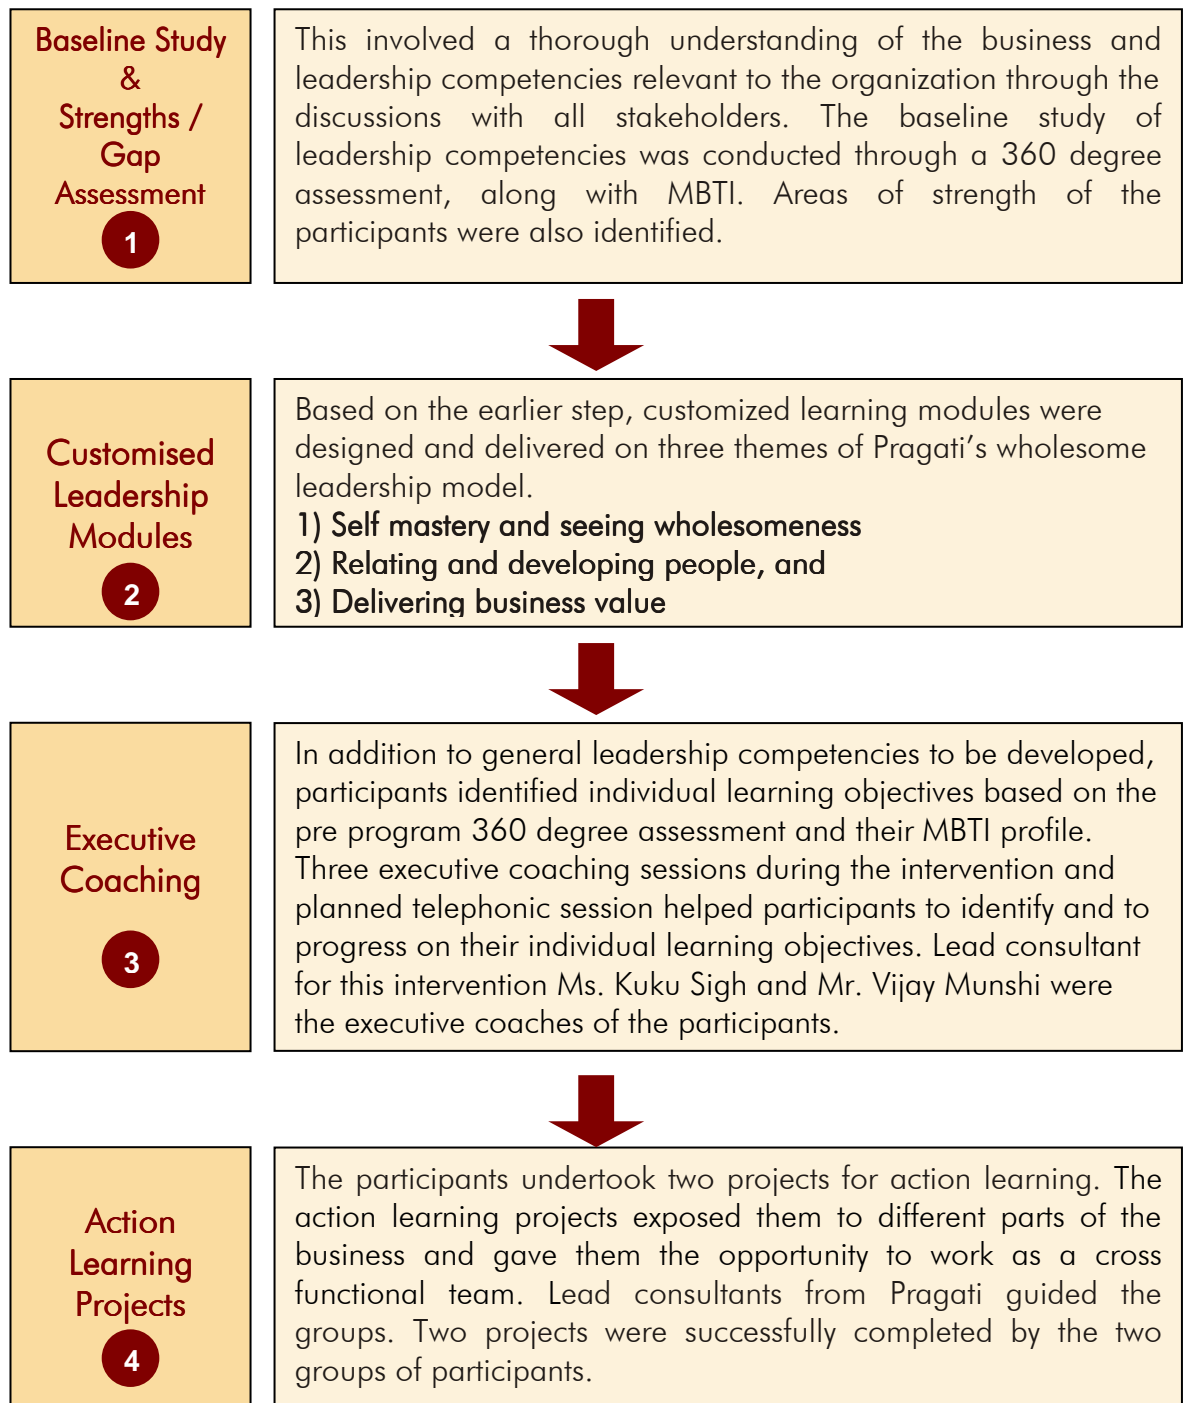 Baseline Study
&
Strengths /
Gap
Assessment
1
This involved a thorough understanding of the business and
leadership competencies relevant to the organization through the
discussions with all stakeholders. The baseline study of
leadership competencies was conducted through a 360 degree
assessment, along with MBTI. Areas of strength of the
participants were also identified.
Customised
Leadership
Modules
2
Based on the earlier step, customized learning modules were
designed and delivered on three themes of Pragati's wholesome
leadership model.
1) Self mastery and seeing wholesomeness
2) Relating and developing people, and
3) Delivering business value
Executive
Coaching
3
In addition to general leadership competencies to be developed,
participants identified individual learning objectives based on the
pre program 360 degree assessment and their MBTI profile.
Three executive coaching sessions during the intervention and
planned telephonic session helped participants to identify and to
progress on their individual learning objectives. Lead consultant
for this intervention Ms. Kuku Sigh and Mr. Vijay Munshi were
the executive coaches of the participants.
Action
Learning
Projects
4
The participants undertook two projects for action learning. The
action learning projects exposed them to different parts of the
business and gave them the opportunity to work as a cross
functional team. Lead consultants from Pragati guided the
groups. Two projects were successfully completed by the two
groups of participants.